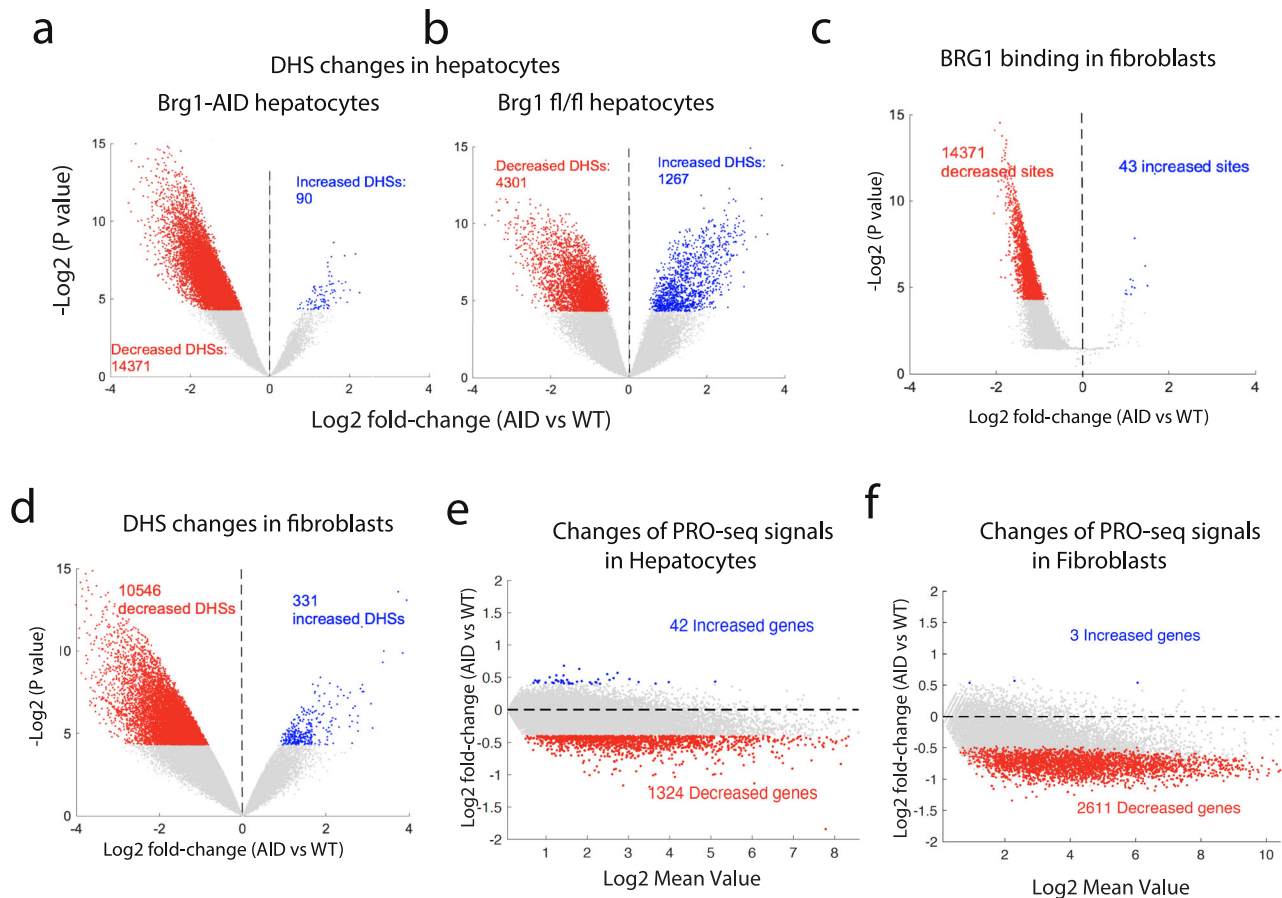 a
b
c
DHS changes in hepatocytes
Brg1-AID hepatocytes
Brg1 fl/fl hepatocytes
BRG1 binding in fibroblasts
-Log2 (P value)
15
10
5
0
Increased DHSs:
90
Decreased DHSs:
14371
-4
-2
0
2
4
15
10
5
0
Decreased DHSs:
4301
Increased DHSs:
1267
-4
-2
0
2
4
Log2 fold-change (AID vs WT)
-Log2 (P value)
15
10
5
0
14371
decreased sites
43 increased sites
-4
-2
0
2
4
Log2 fold-change (AID vs WT)
d
DHS changes in fibroblasts
-Log2 (P value)
15
10
5
0
10546
decreased DHSs
331
increased DHSs
-4
-2
0
2
4
Log2 fold-change (AID vs WT)
e
Changes of PRO-seq signals
in Hepatocytes
Log2 fold-change (AID vs WT)
2
1.5
1
0.5
0
-0.5
-1
-1.5
-2
42 Increased genes
1324 Decreased genes
1
2
3
4
5
6
7
8
Log2 Mean Value
f
Changes of PRO-seq signals
in Fibroblasts
Log2 fold-change (AID vs WT)
2
1.5
1
0.5
0
-0.5
-1
-1.5
-2
3 Increased genes
2611 Decreased genes
2
4
6
8
10
Log2 Mean Value